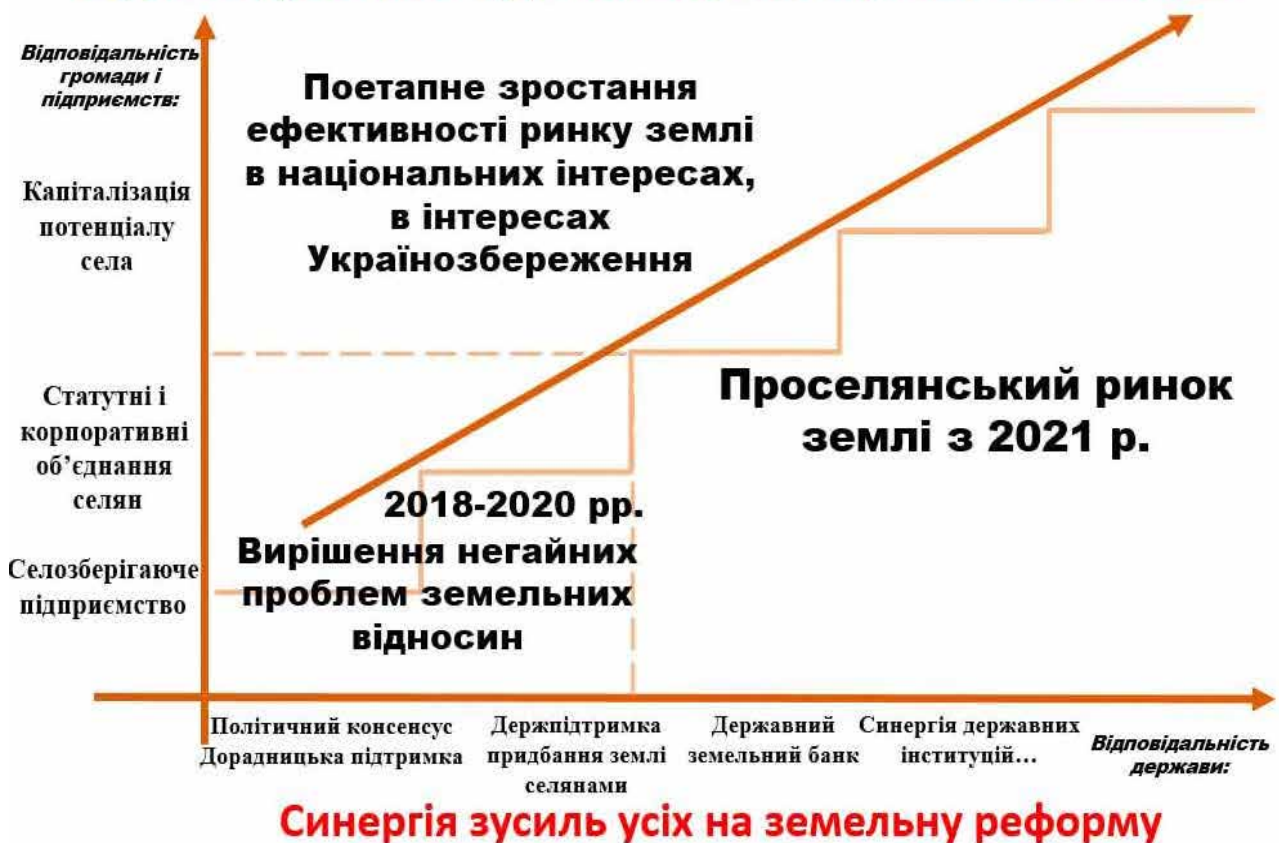 Відповідальність
громади і
підприємств:
Поетапне зростання
ефективності ринку землі
в національних інтересах,
в інтересах
Українозбереження
Капіталізація
потенціалу
села
Статутні і
корпоративні
об’єднання
селян
Селозберігаюче
підприємство
Проселянський ринок
землі з 2021 р.
2018-2020 рр.
Вирішення негайних
проблем земельних
відносин
Політичний консенсус
Дорадницька підтримка
Держпідтримка
придбання землі
селянами
Державний
земельний банк
Синергія державних
інституцій…
Відповідальність
держави:
Синергія зусиль усіх на земельну реформу